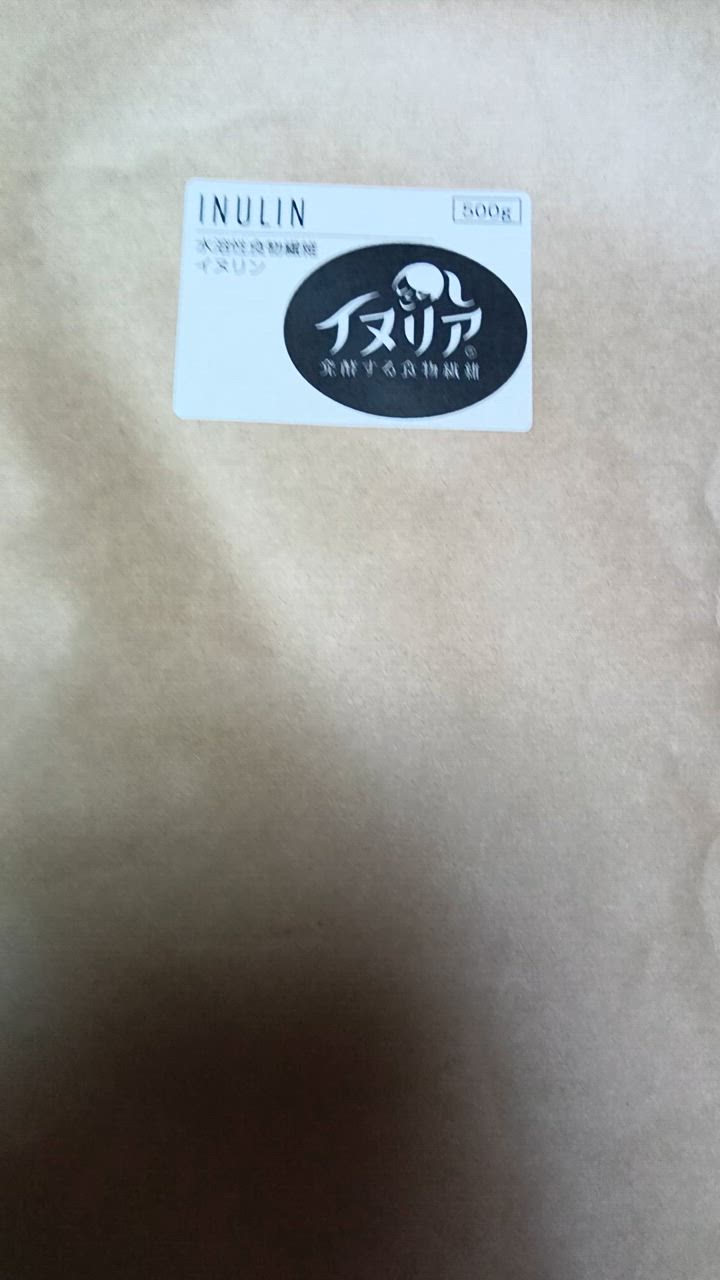 INULIN
500g
水溶性食物繊維
イヌリン
イヌリア®
発酵する食物繊維